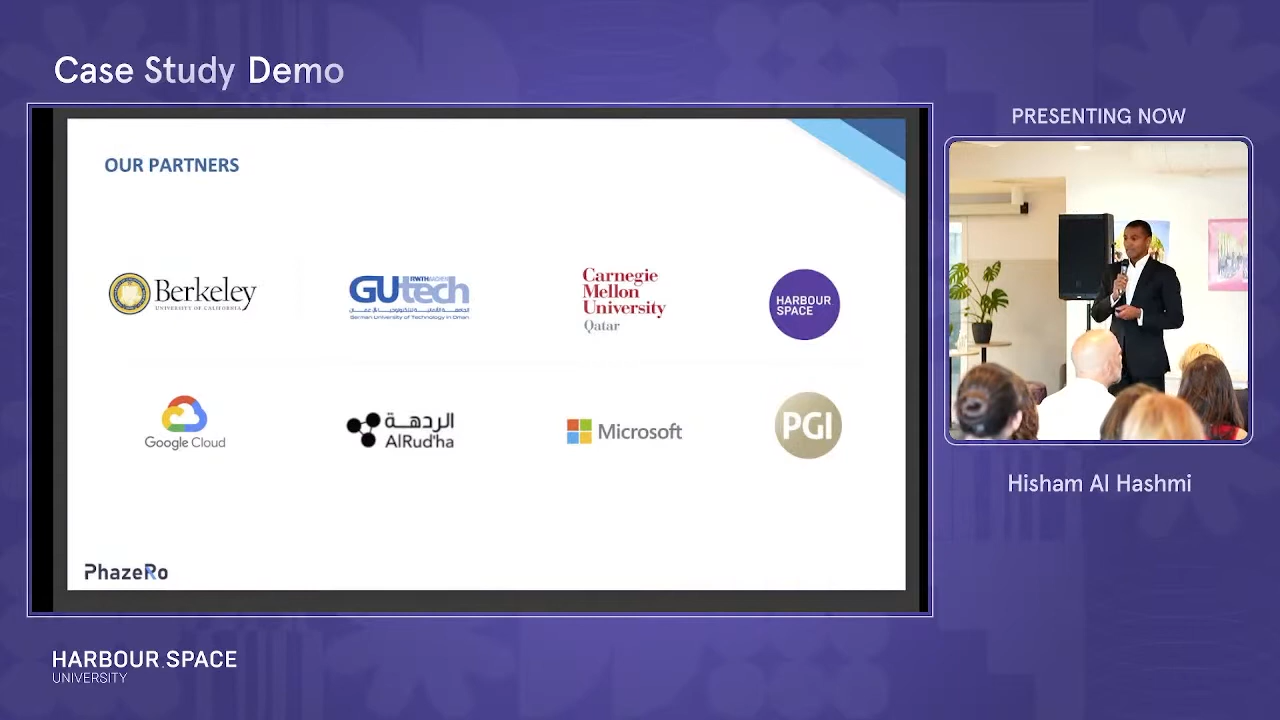 Case Study Demo
PRESENTING NOW
OUR PARTNERS
Berkeley
UNIVERSITY OF CALIFORNIA
RWTH
GUtech
German University of Technology in Oman
Carnegie
Mellon
University
Qatar
HARBOUR
SPACE
Google Cloud
الردهة
AlRud'ha
Microsoft
PGI
PhazeRo
Hisham Al Hashmi
HARBOUR.SPACE
UNIVERSITY